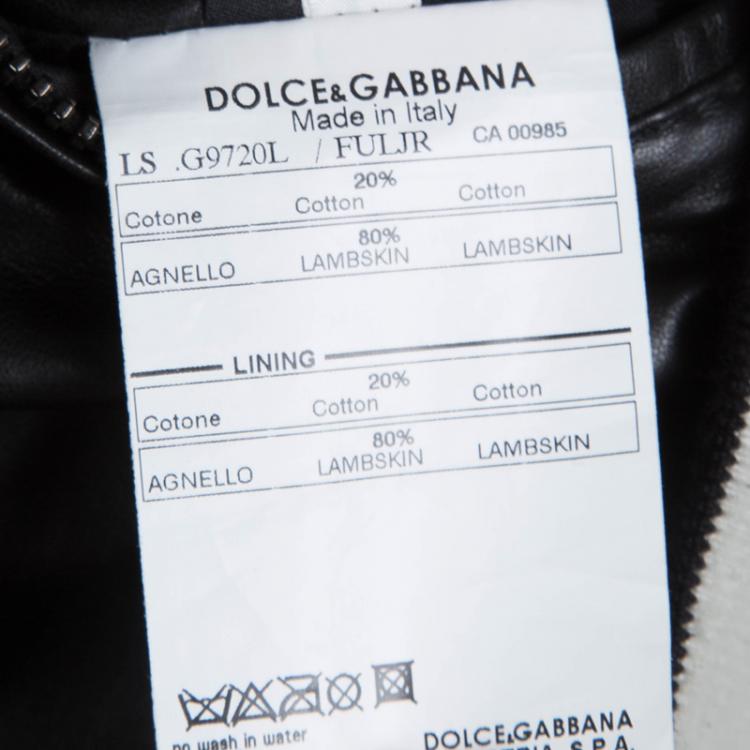 DOLCE&GABBANA
Made in Italy
LS .G9720L / FULJR CA 00985
20%
Cotone Cotton Cotton
80%
AGNELLO LAMBSKIN LAMBSKIN
LINING
20%
Cotone Cotton Cotton
80%
AGNELLO LAMBSKIN LAMBSKIN
no wash in water
DOLCE&GABBANA
S.P.A.